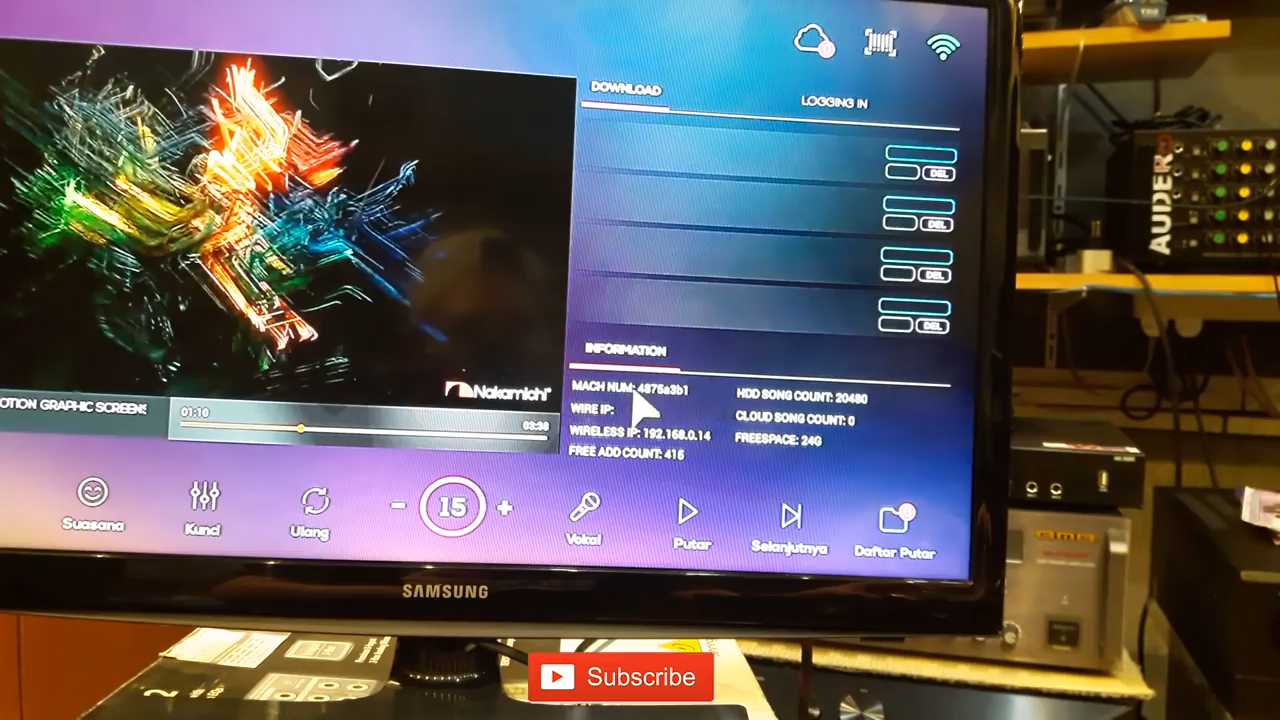 DOWNLOAD
LOGGING IN
DEL
DEL
DEL
DEL
INFORMATION
MACH NUM: 4875a3b1
HDD SONG COUNT: 20480
WIRE IP:
CLOUD SONG COUNT: 0
WIRELESS IP: 192.168.0.14
FREESPACE: 24G
FREE ADD COUNT: 415
Nakamichi
OTION GRAPHIC SCREENS
01:10
03:38
Suasana
Kunci
Ulang
- 15 +
Vokal
Putar
Selanjutnya
Daftar Putar
SAMSUNG
AUDER
2
Subscribe